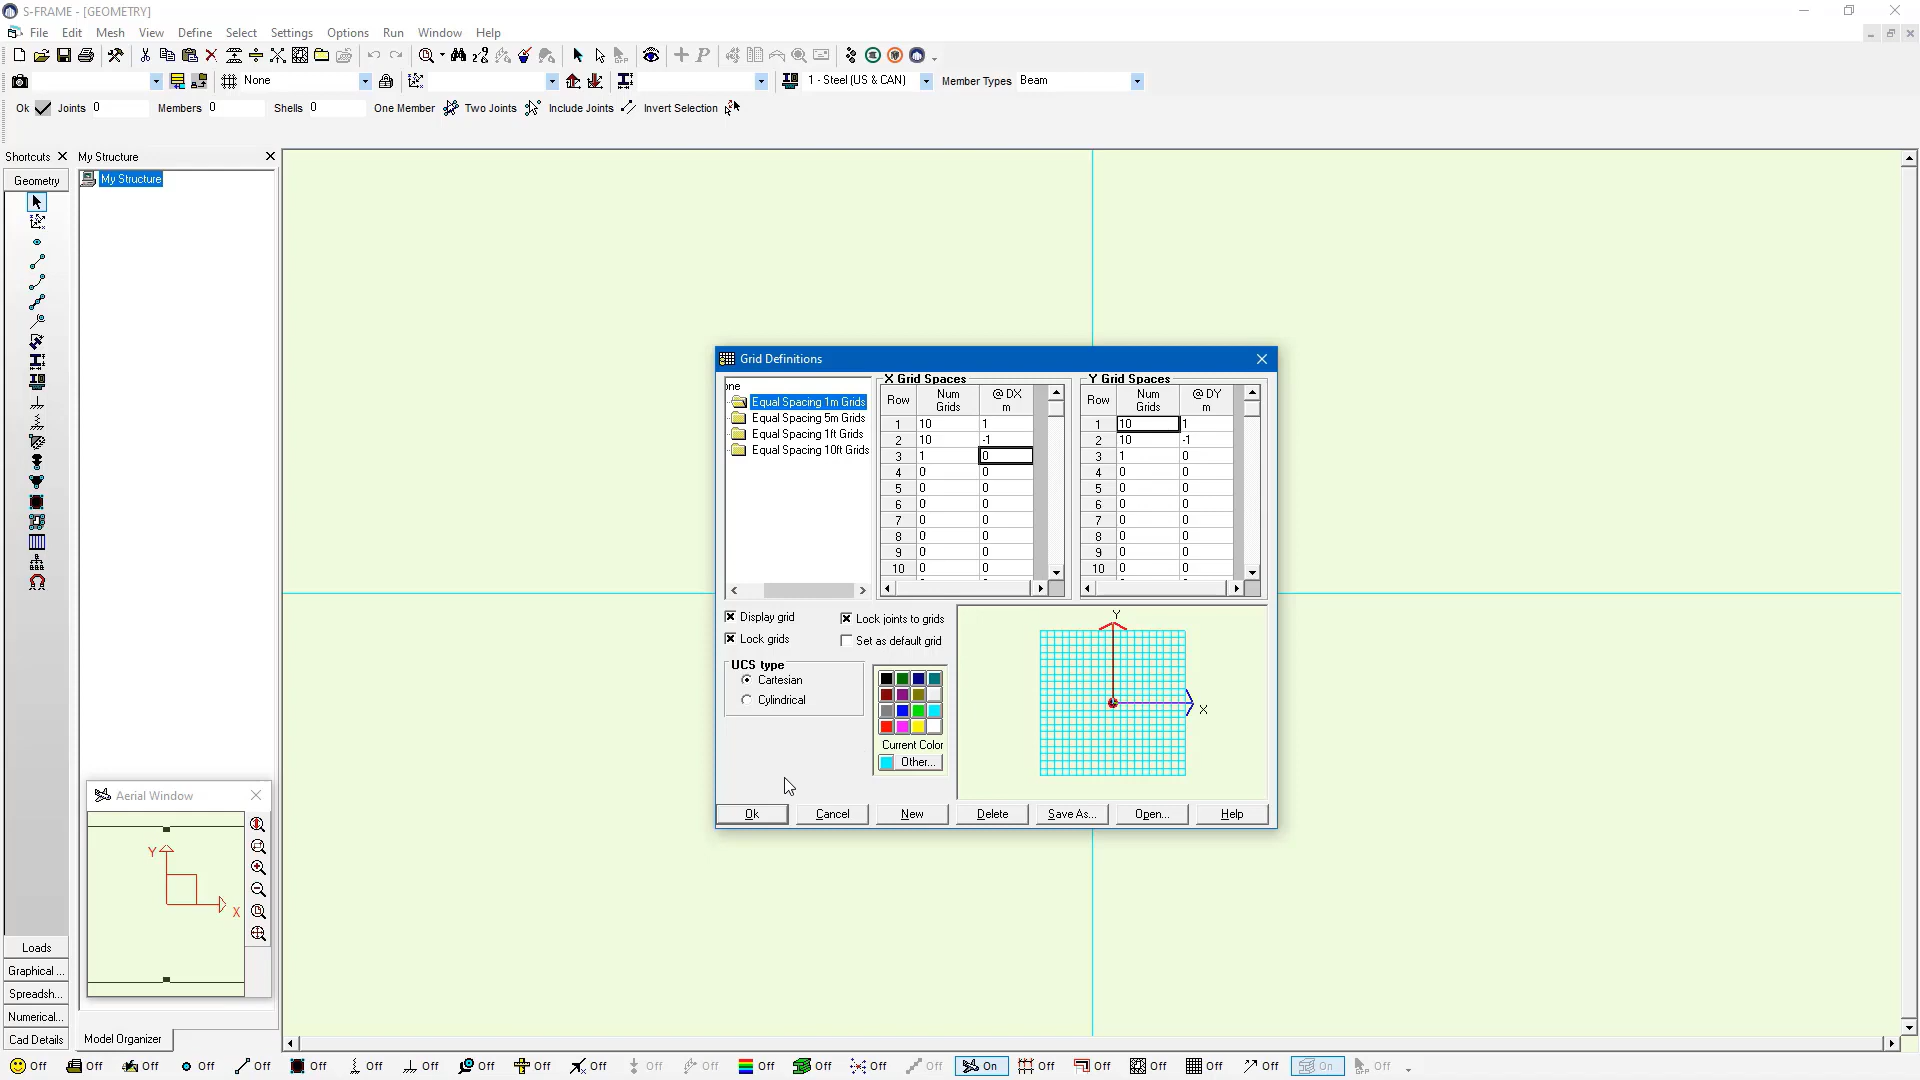 S-FRAME - [GEOMETRY]
File Edit Mesh View Define Select Settings Options Run Window Help
None 1 - Steel (US & CAN) Member Types Beam
Ok Joints 0 Members 0 Shells 0 One Member Two Joints Include Joints Invert Selection
Shortcuts My Structure
Geometry My Structure
Grid Definitions
X Grid Spaces Y Grid Spaces
one
Equal Spacing 1m Grids
Equal Spacing 5m Grids
Equal Spacing 1ft Grids
Equal Spacing 10ft Grids
Row Num Grids @ DX m
1 10 1
2 10 -1
3 1 0
4 0 0
5 0 0
6 0 0
7 0 0
8 0 0
9 0 0
10 0 0
Row Num Grids @ DY m
1 10 1
2 10 -1
3 1 0
4 0 0
5 0 0
6 0 0
7 0 0
8 0 0
9 0 0
10 0 0
Display grid Lock joints to grids
Lock grids Set as default grid
UCS type
Cartesian
Cylindrical
Current Color
Other...
Y
X
Ok Cancel New Delete Save As... Open... Help
Aerial Window
Y
X
Loads
Graphical ...
Spreadsh...
Numerical...
Cad Details Model Organizer
Off Off Off Off Off Off Off Off Off Off Off Off Off Off Off Off Off On Off Off Off Off Off On Off